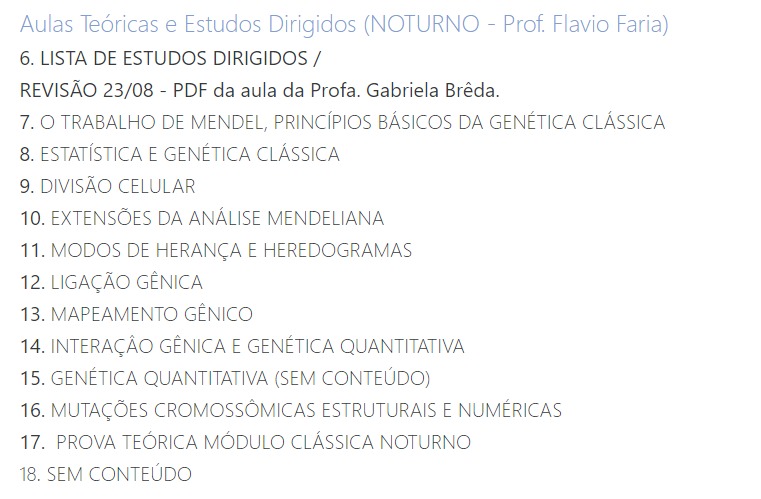 Aulas Teóricas e Estudos Dirigidos (NOTURNO - Prof. Flavio Faria)
6. LISTA DE ESTUDOS DIRIGIDOS /
REVISÃO 23/08 - PDF da aula da Profa. Gabriela Brêda.
7. O TRABALHO DE MENDEL, PRINCÍPIOS BÁSICOS DA GENÉTICA CLÁSSICA
8. ESTATÍSTICA E GENÉTICA CLÁSSICA
9. DIVISÃO CELULAR
10. EXTENSÕES DA ANÁLISE MENDELIANA
11. MODOS DE HERANÇA E HEREDOGRAMAS
12. LIGAÇÃO GÊNICA
13. MAPEAMENTO GÊNICO
14. INTERAÇÂO GÊNICA E GENÉTICA QUANTITATIVA
15. GENÉTICA QUANTITATIVA (SEM CONTEÚDO)
16. MUTAÇÕES CROMOSSÔMICAS ESTRUTURAIS E NUMÉRICAS
17. PROVA TEÓRICA MÓDULO CLÁSSICA NOTURNO
18. SEM CONTEÚDO